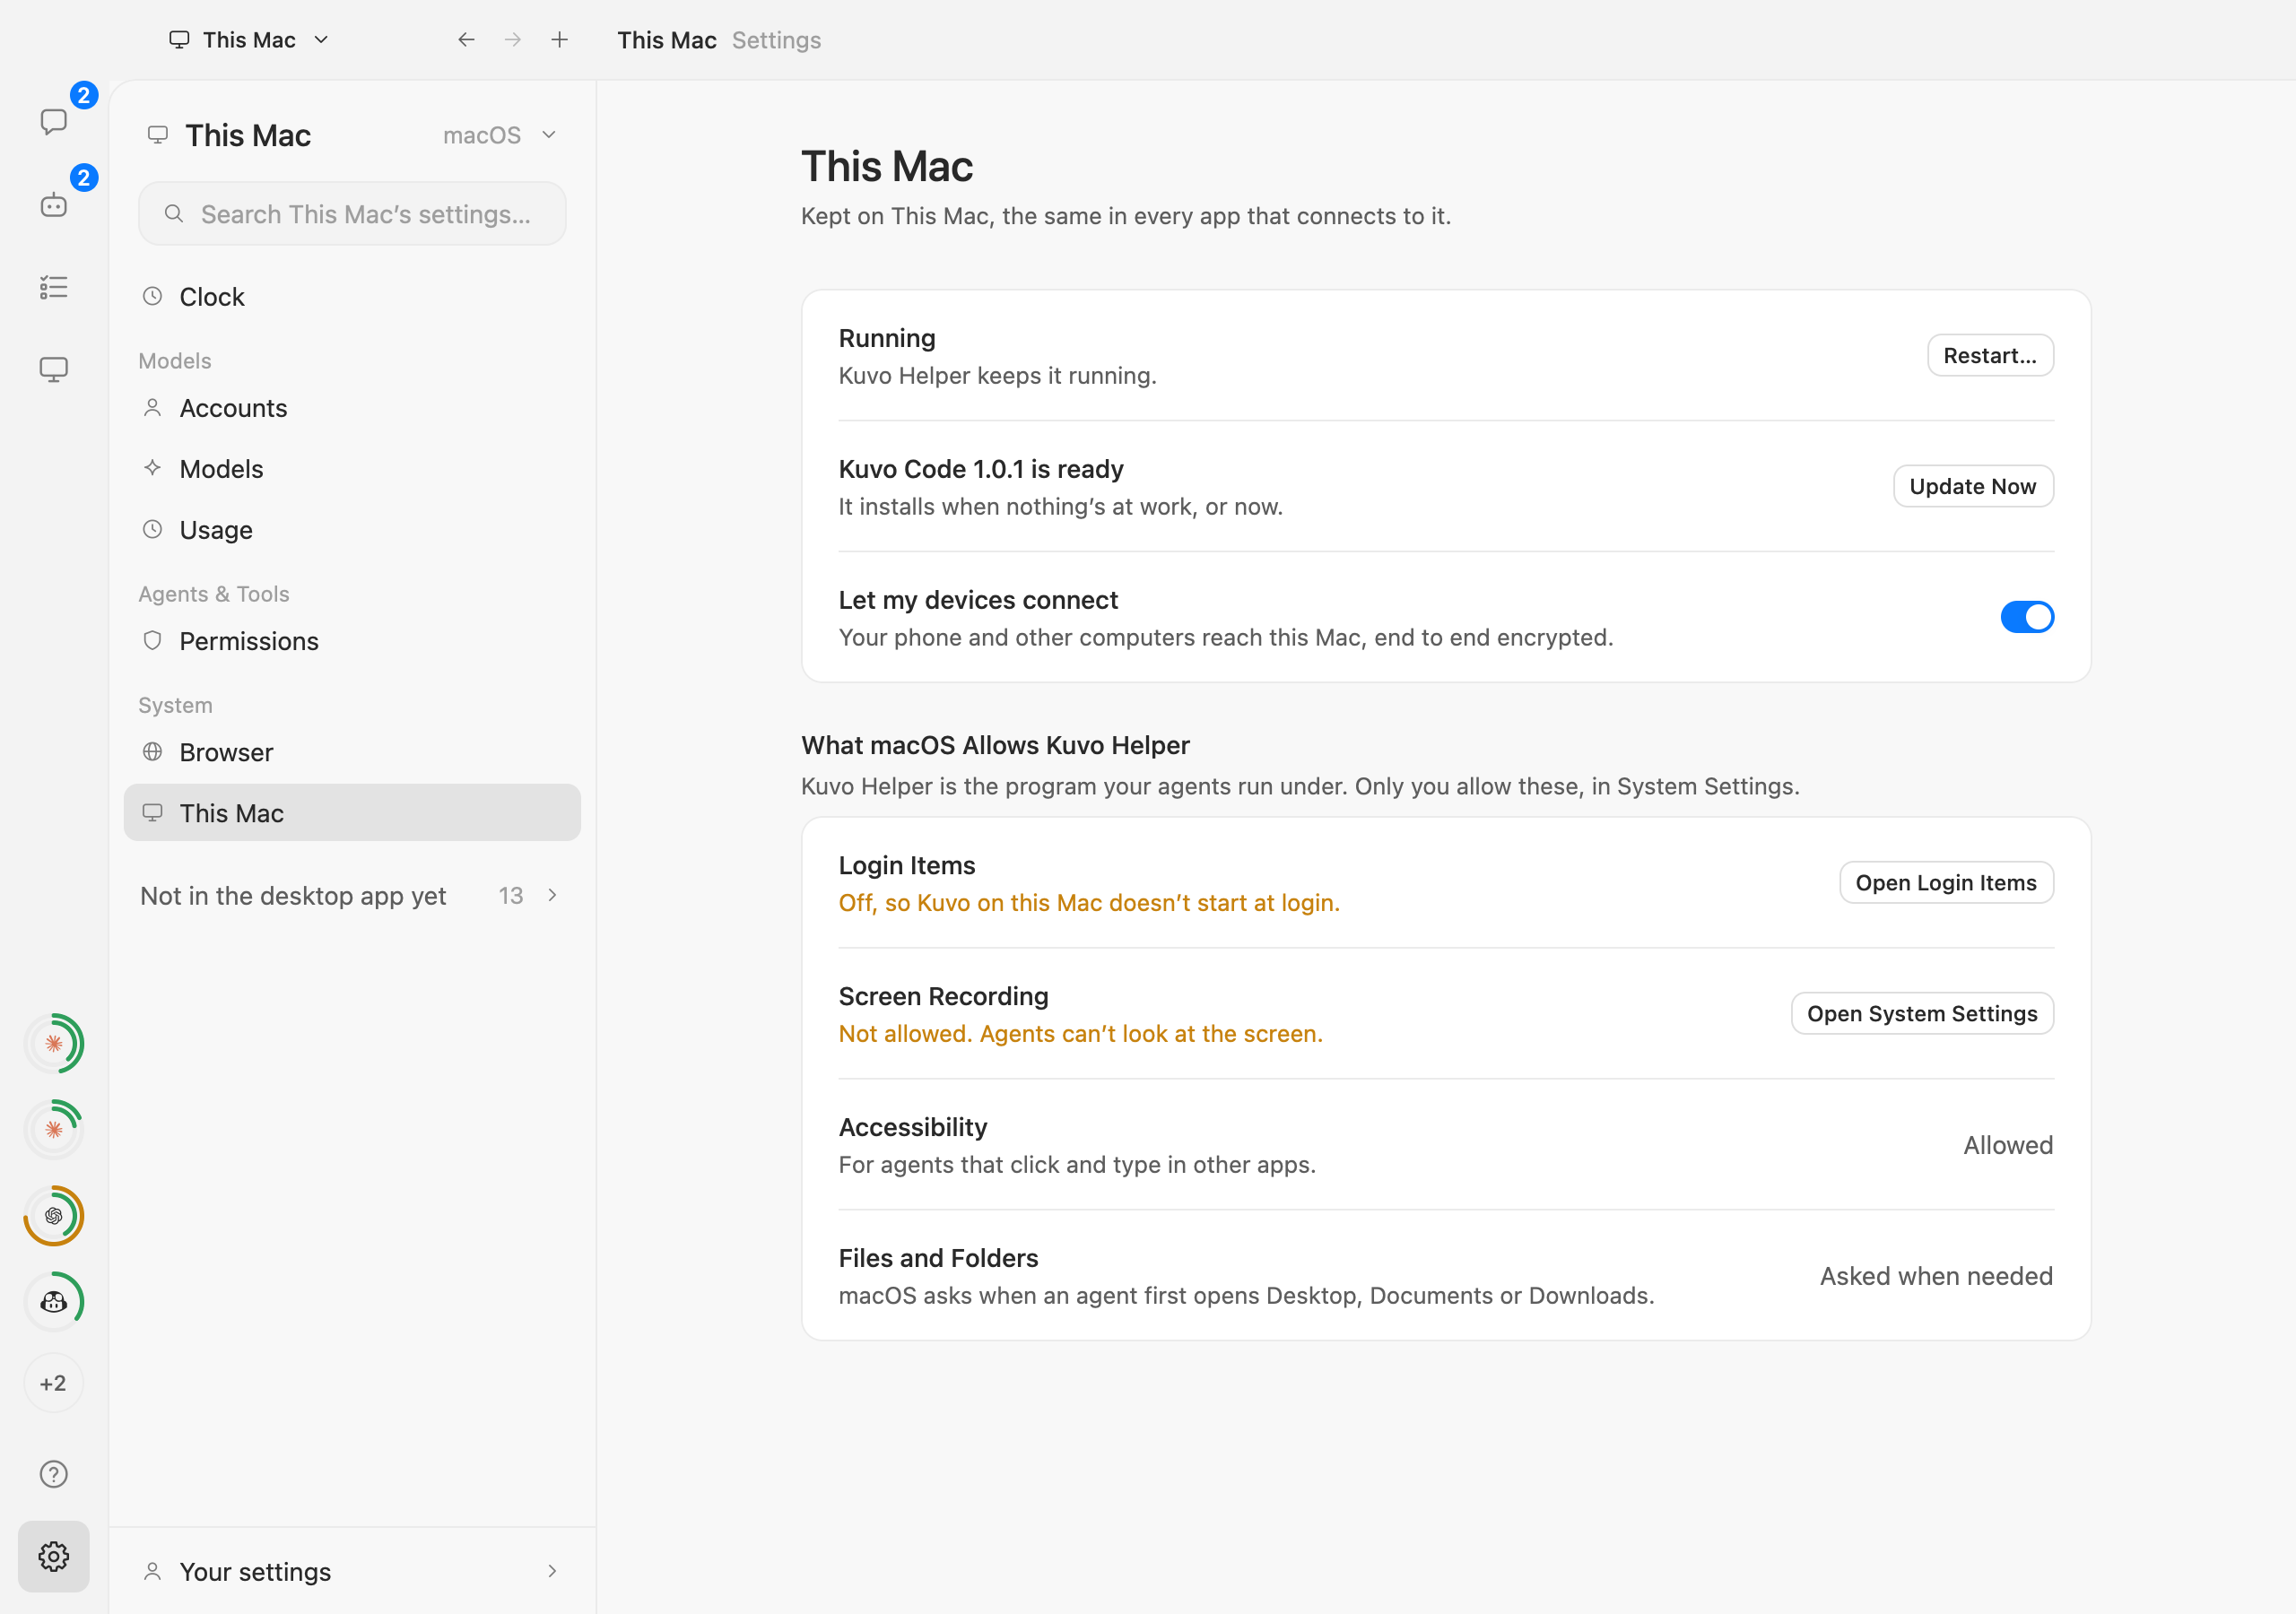 This Mac
This Mac Settings
2
2
This Mac macOS
Search This Mac’s settings...
Clock
Models
Accounts
Models
Usage
Agents & Tools
Permissions
System
Browser
This Mac
Not in the desktop app yet 13
+2
Your settings
This Mac
Kept on This Mac, the same in every app that connects to it.
Running
Kuvo Helper keeps it running.
Restart...
Kuvo Code 1.0.1 is ready
It installs when nothing’s at work, or now.
Update Now
Let my devices connect
Your phone and other computers reach this Mac, end to end encrypted.
What macOS Allows Kuvo Helper
Kuvo Helper is the program your agents run under. Only you allow these, in System Settings.
Login Items
Off, so Kuvo on this Mac doesn’t start at login.
Open Login Items
Screen Recording
Not allowed. Agents can’t look at the screen.
Open System Settings
Accessibility
For agents that click and type in other apps.
Allowed
Files and Folders
macOS asks when an agent first opens Desktop, Documents or Downloads.
Asked when needed